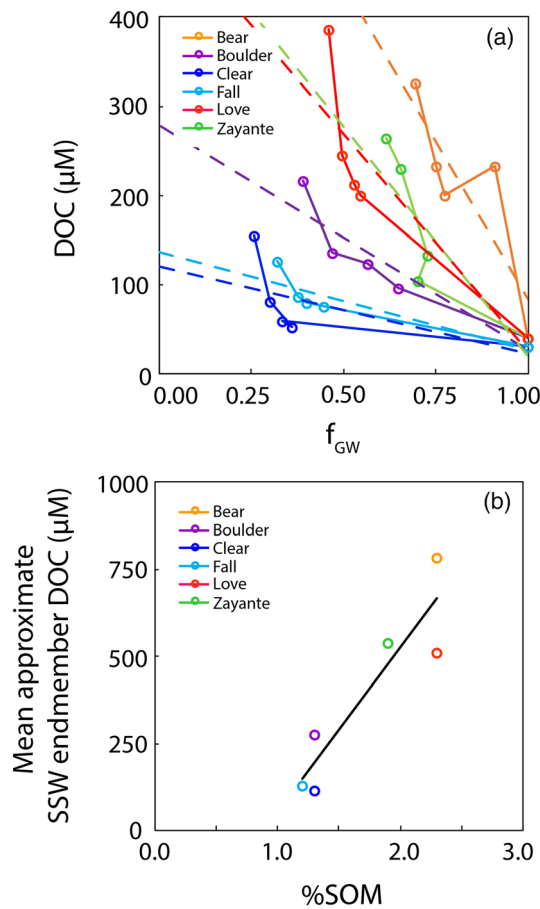 (a)
400
300
200
100
0
DOC (μM)
Bear
Boulder
Clear
Fall
Love
Zayante
0.00 0.25 0.50 0.75 1.00
fGW
(b)
1000
750
500
250
0
Mean approximate
SSW endmember DOC (μM)
Bear
Boulder
Clear
Fall
Love
Zayante
0.0 1.0 2.0 3.0
%SOM